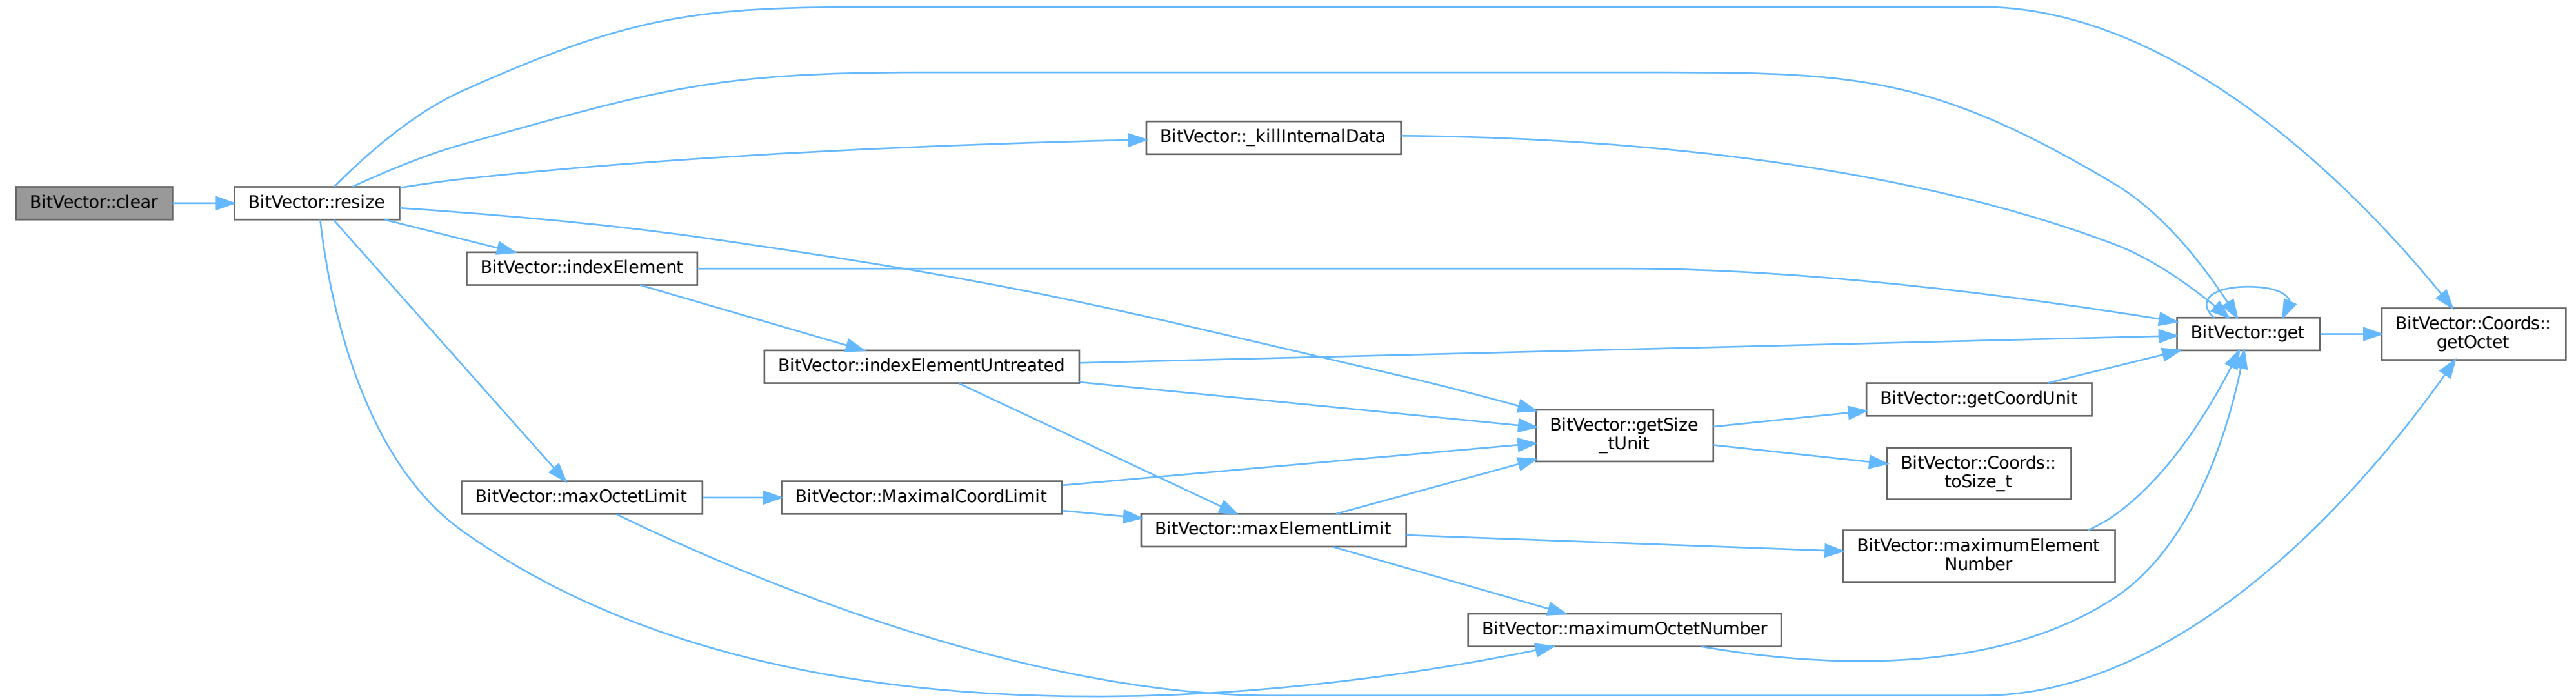 BitVector::clear
BitVector::resize
BitVector::_killInternalData
BitVector::indexElement
BitVector::indexElementUntreated
BitVector::maxOctetLimit
BitVector::MaximalCoordLimit
BitVector::maxElementLimit
BitVector::getSize
_tUnit
BitVector::maximumOctetNumber
BitVector::getCoordUnit
BitVector::Coords::
toSize_t
BitVector::maximumElement
Number
BitVector::get
BitVector::Coords::
getOctet